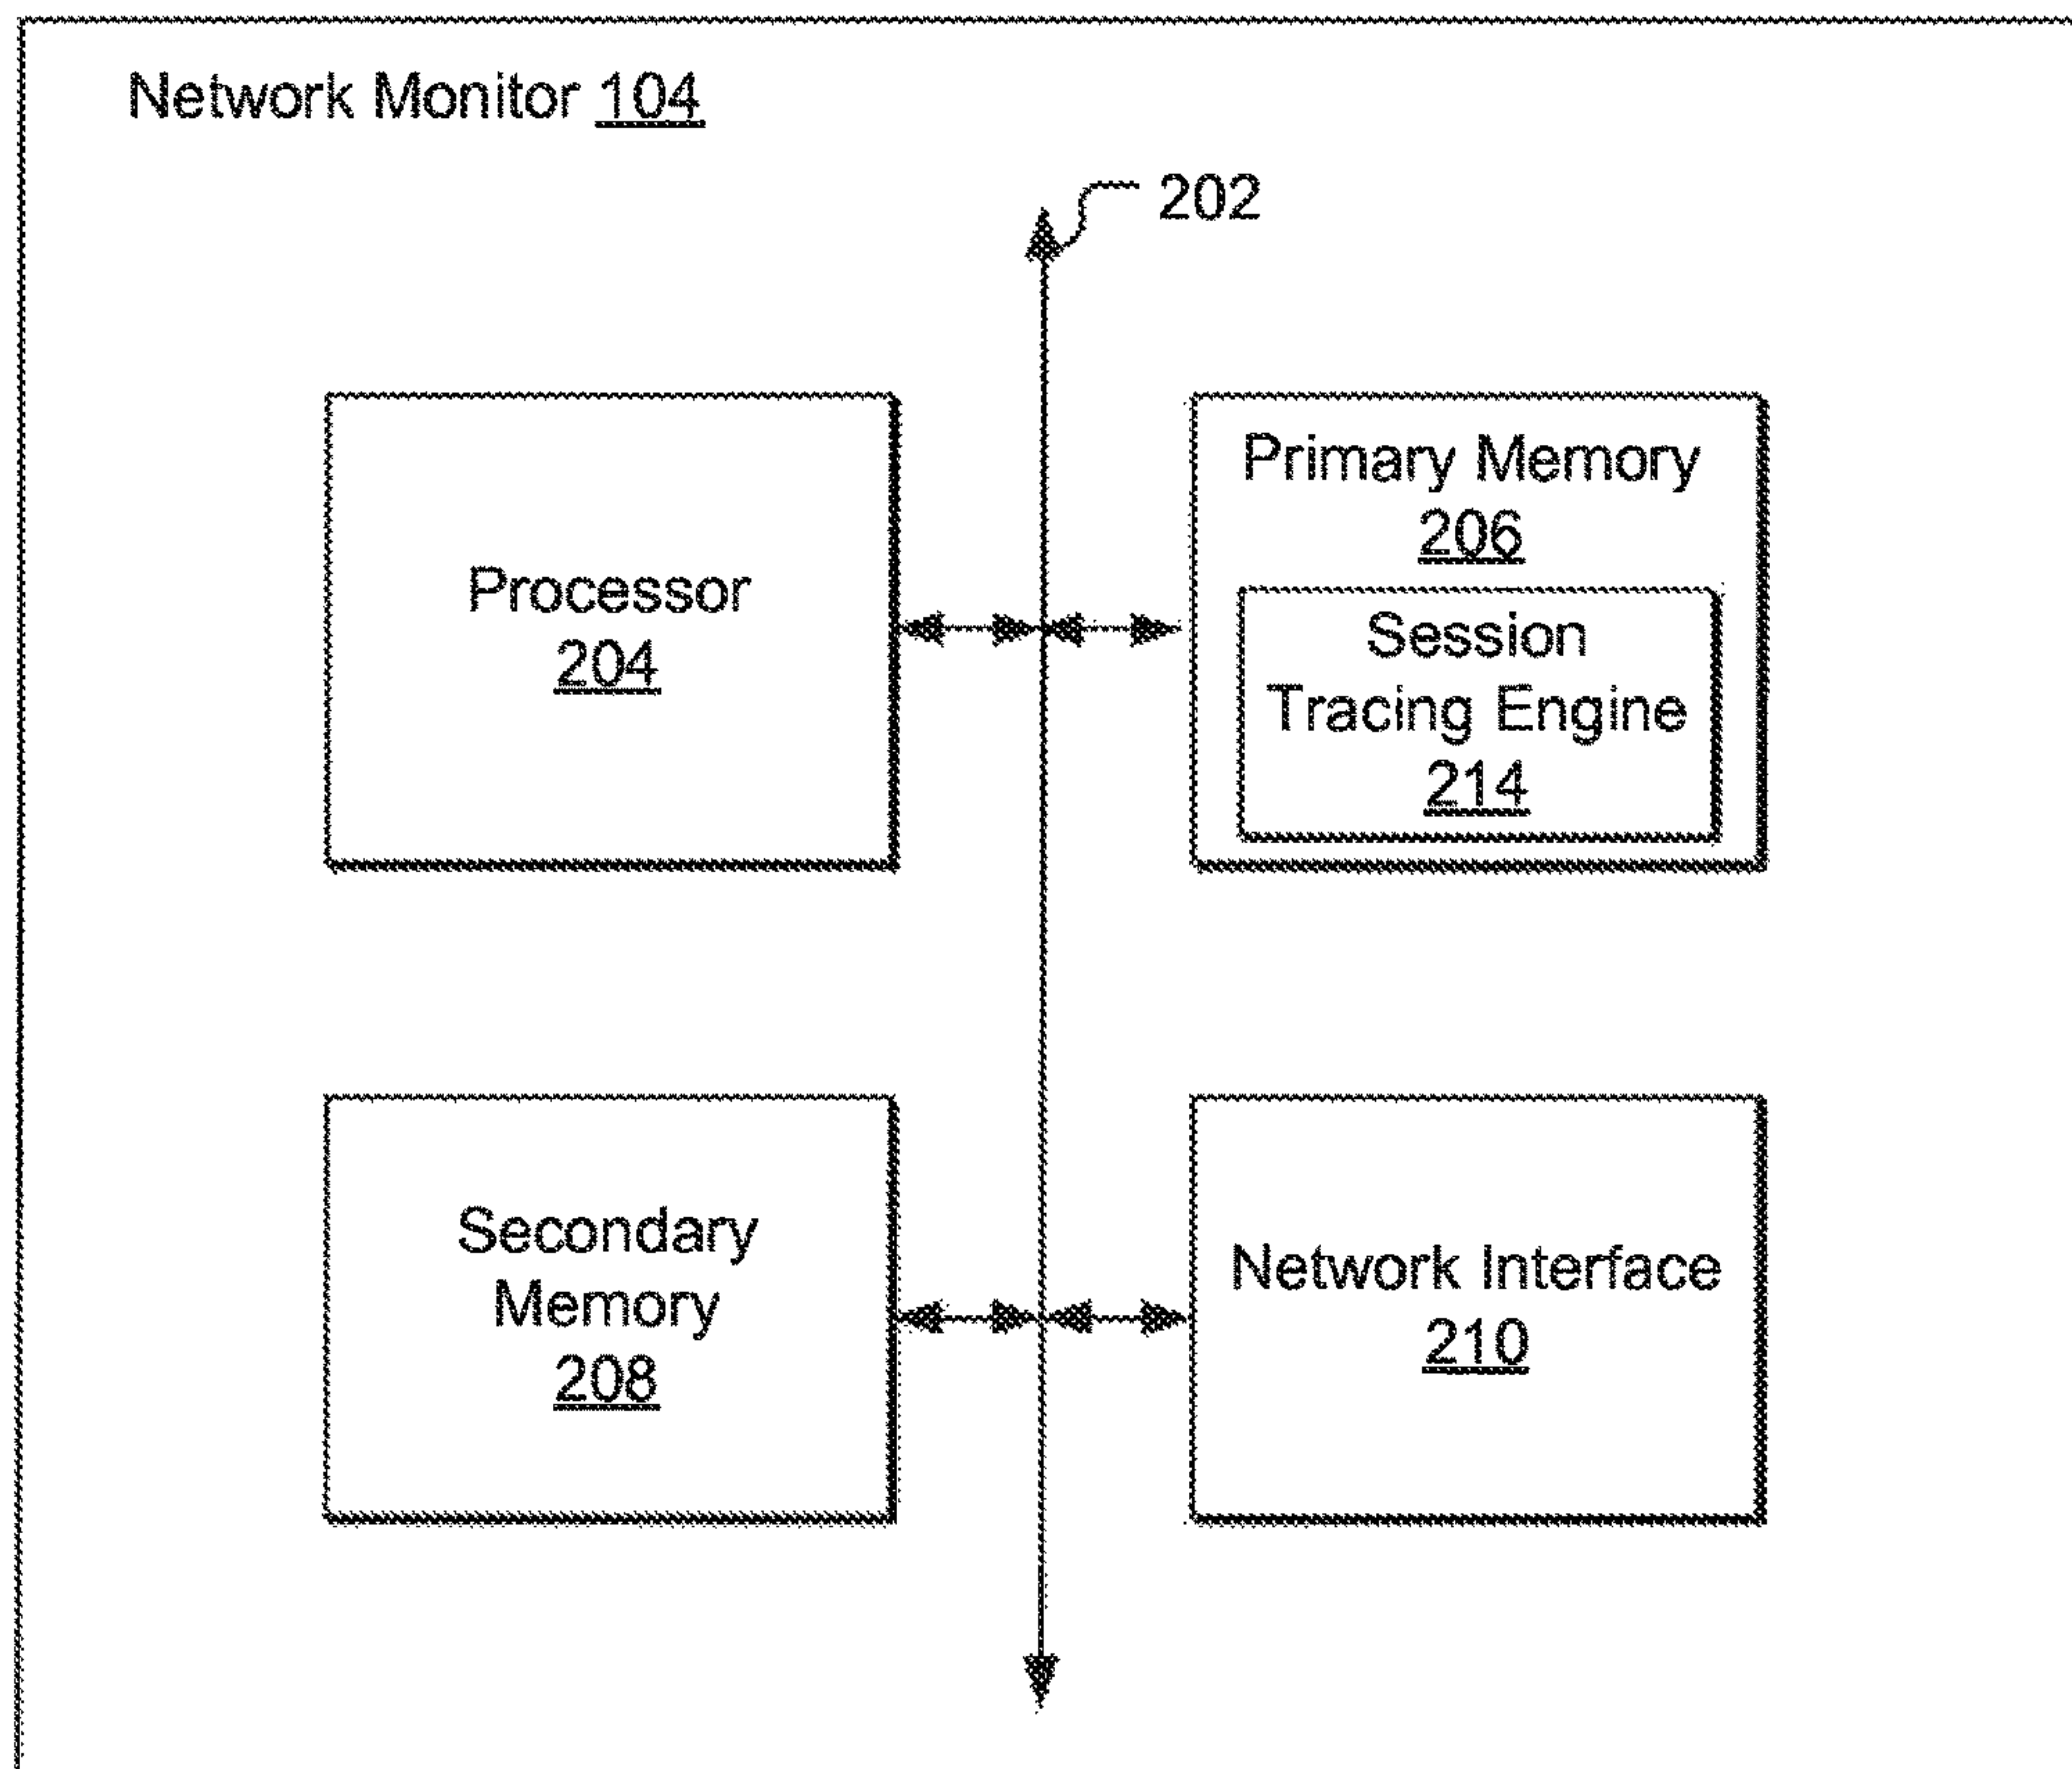 Network Monitor 104
202
Processor
204
Primary Memory
206
Session
Tracing Engine
214
Secondary
Memory
208
Network Interface
210